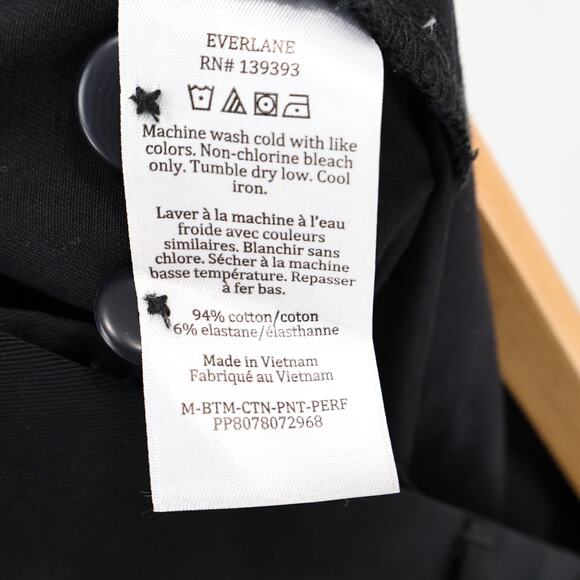 EVERLANE
RN# 139393
Machine wash cold with like
colors. Non-chlorine bleach
only. Tumble dry low. Cool
iron.
Laver à la machine à l'eau
froide avec couleurs
similaires. Blanchir sans
chlore. Sécher à la machine
basse température. Repasser
à fer bas.
94% cotton/coton
6% elastane/élasthanne
Made in Vietnam
Fabriqué au Vietnam
M-BTM-CTN-PNT-PERF
PP8078072968